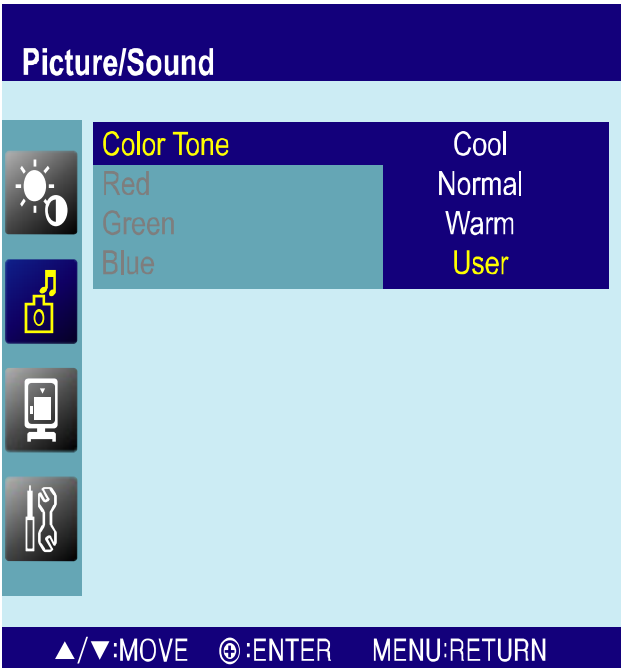 Picture/Sound
Color Tone Cool
Red Normal
Green Warm
Blue User
▲/▼:MOVE ⊕:ENTER MENU:RETURN